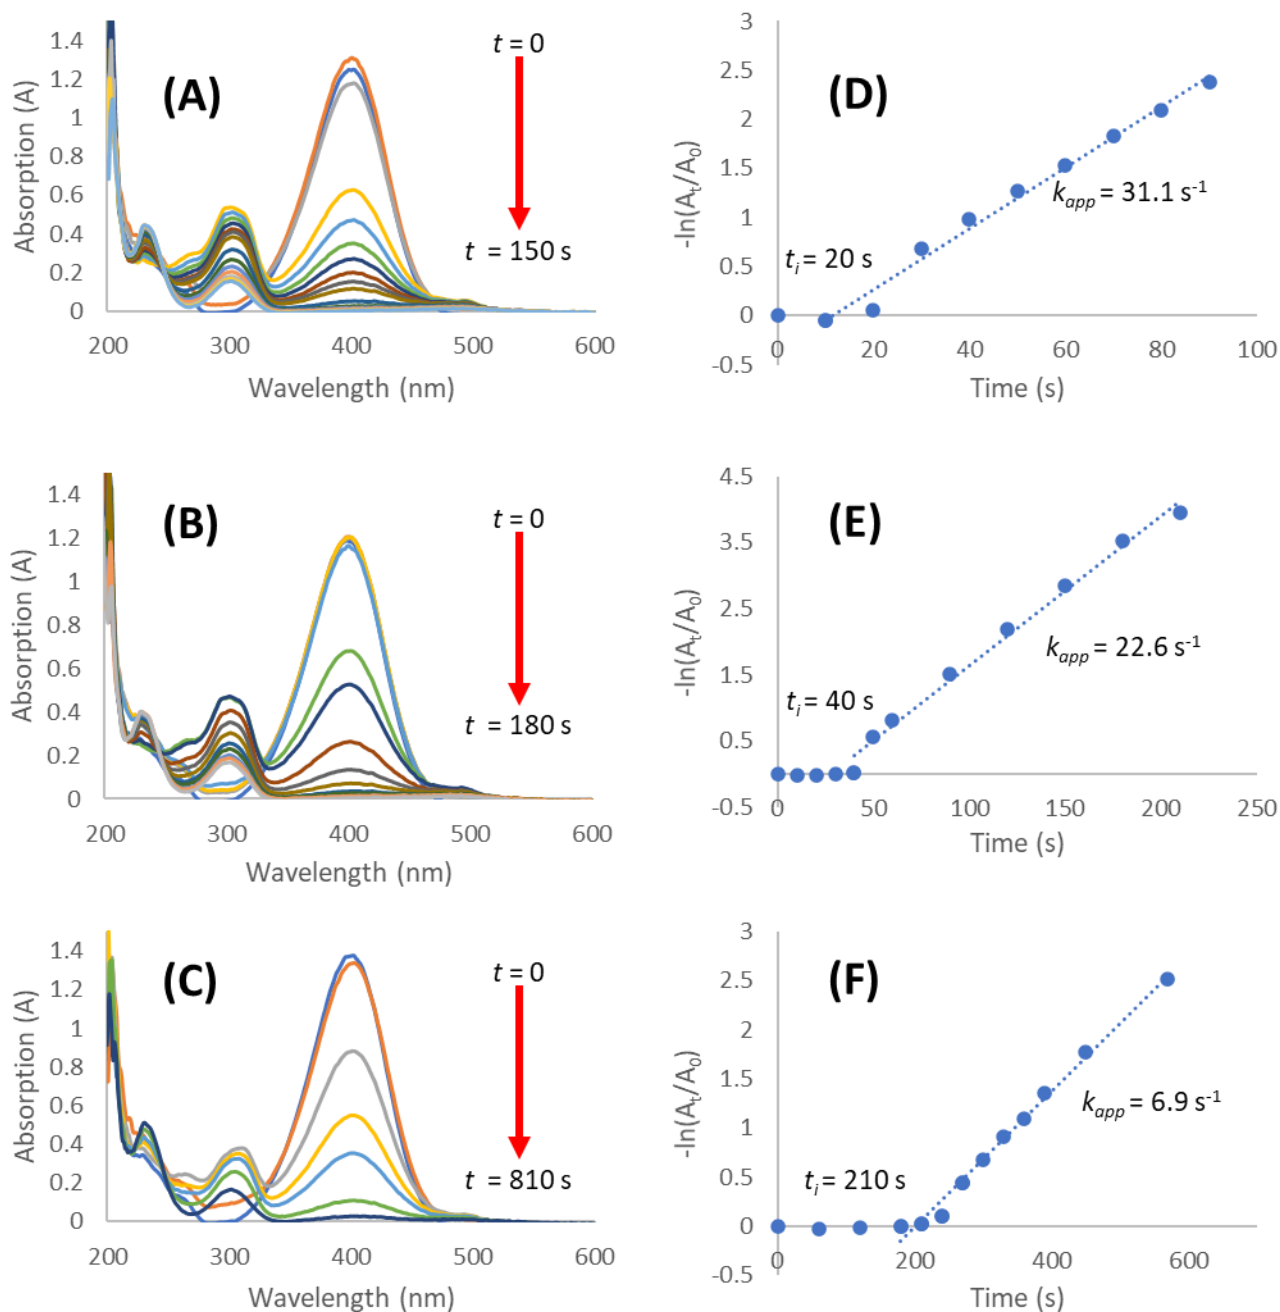 1.4
1.2
1
0.8
0.6
0.4
0.2
0
Absorption (A)
(A)
t = 0
t = 150 s
200 300 400 500 600
Wavelength (nm)
3
2.5
2
1.5
1
0.5
0
-0.5
-ln(At/A0)
(D)
kapp = 31.1 s-1
ti = 20 s
0 20 40 60 80 100
Time (s)
1.4
1.2
1
0.8
0.6
0.4
0.2
0
Absorption (A)
(B)
t = 0
t = 180 s
200 300 400 500 600
Wavelength (nm)
4.5
3.5
2.5
1.5
0.5
-0.5
-ln(At/A0)
(E)
kapp = 22.6 s-1
ti = 40 s
0 50 100 150 200 250
Time (s)
1.4
1.2
1
0.8
0.6
0.4
0.2
0
Absorption (A)
(C)
t = 0
t = 810 s
200 300 400 500 600
Wavelength (nm)
3
2.5
2
1.5
1
0.5
0
-0.5
-ln(At/A0)
(F)
kapp = 6.9 s-1
ti = 210 s
0 200 400 600
Time (s)